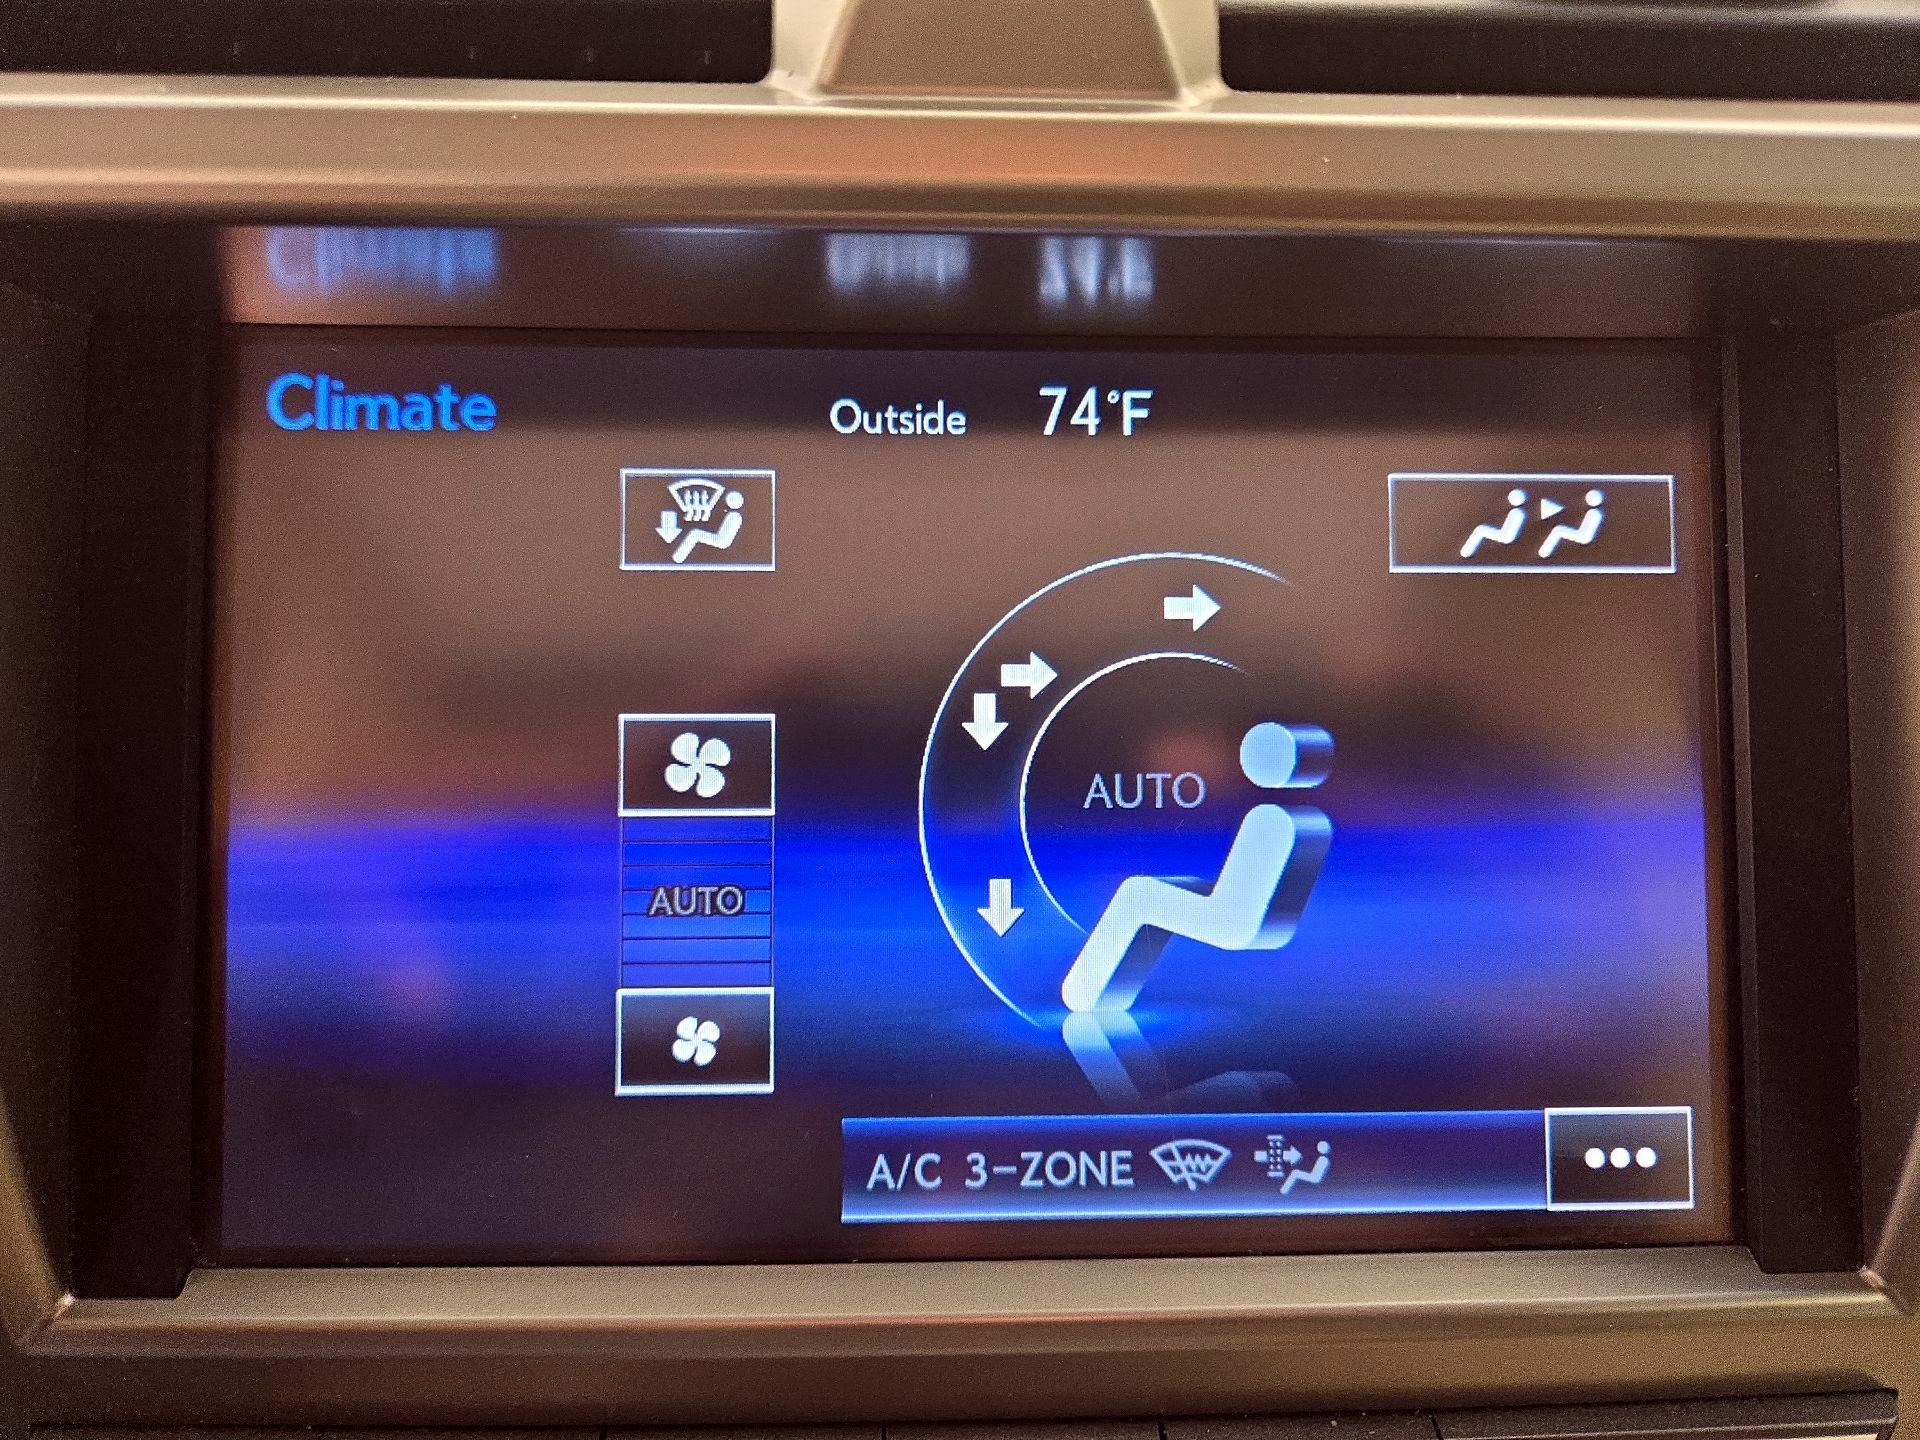 Climate
Outside 74°F
AUTO
AUTO
A/C 3-ZONE